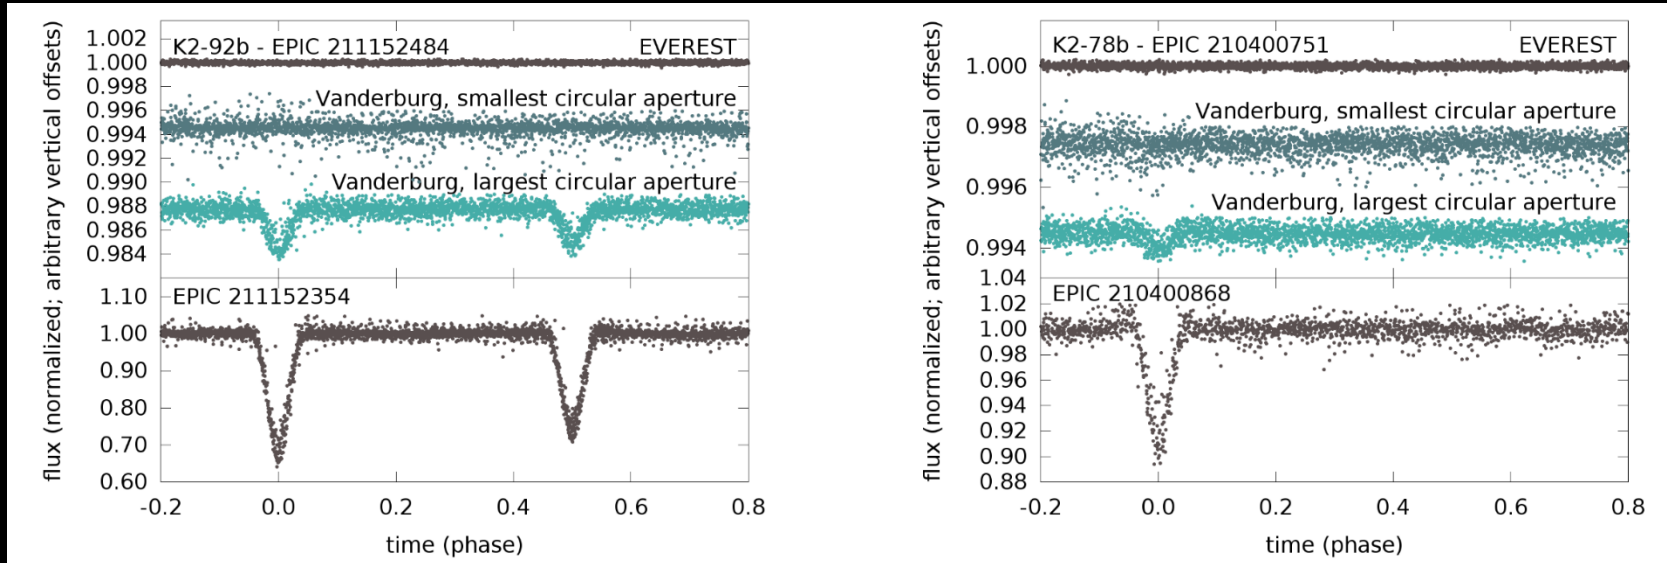 flux (normalized; arbitrary vertical offsets)
K2-92b - EPIC 211152484 EVEREST
Vanderburg, smallest circular aperture
Vanderburg, largest circular aperture
1.002
1.000
0.998
0.996
0.994
0.992
0.990
0.988
0.986
0.984
EPIC 211152354
1.10
1.00
0.90
0.80
0.70
0.60
-0.2 0.0 0.2 0.4 0.6 0.8
time (phase)
flux (normalized; arbitrary vertical offsets)
K2-78b - EPIC 210400751 EVEREST
Vanderburg, smallest circular aperture
Vanderburg, largest circular aperture
1.000
0.998
0.996
0.994
EPIC 210400868
1.04
1.02
1.00
0.98
0.96
0.94
0.92
0.90
0.88
-0.2 0.0 0.2 0.4 0.6 0.8
time (phase)